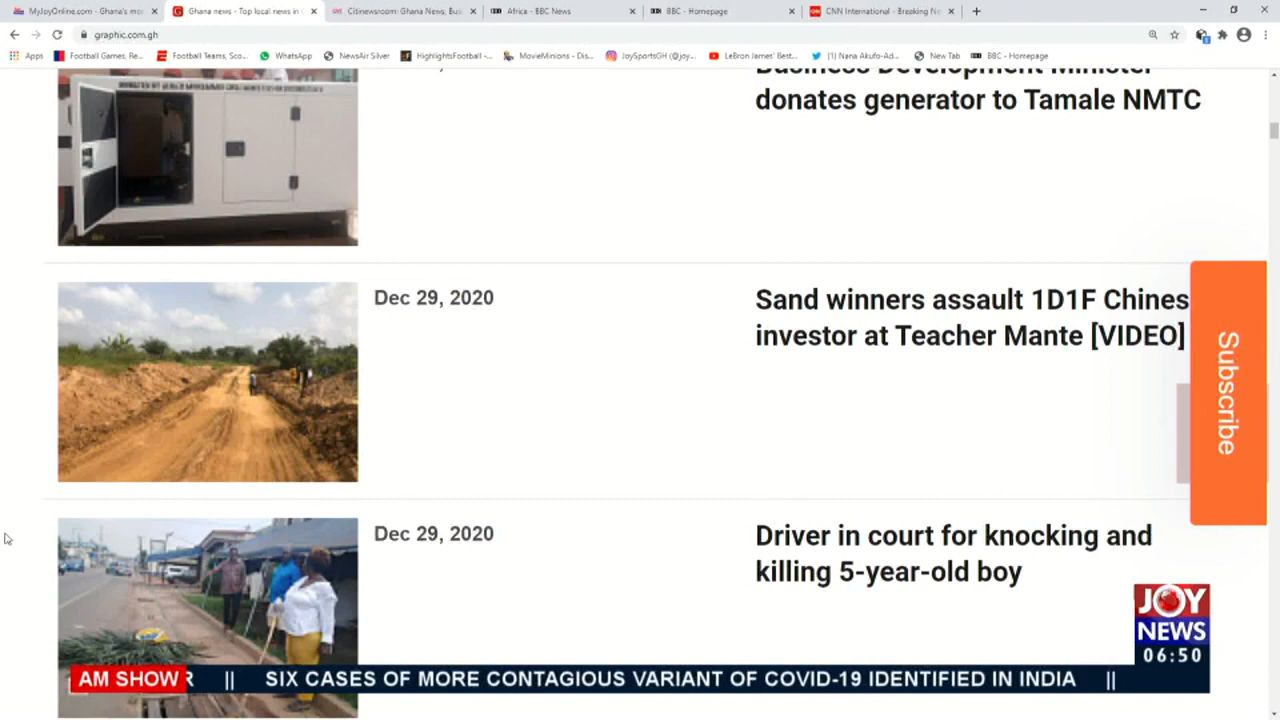 MyJoyOnline.com - Ghana's mo
Ghana news - Top local news in
Citinewsroom: Ghana News, Bus
Africa - BBC News
BBC - Homepage
CNN International - Breaking Ne
graphic.com.gh
Apps
Football Games, Re...
Football Teams, Sco...
WhatsApp
NewsAir Silver
HighlightsFootball -...
MovieMinions - Dis...
JoySportsGH (@joy...
LeBron James' Best...
(1) Nana Akufo-Ad...
New Tab
BBC - Homepage
Business Development Minister
donates generator to Tamale NMTC
Dec 29, 2020
Sand winners assault 1D1F Chines
investor at Teacher Mante [VIDEO]
Subscribe
Dec 29, 2020
Driver in court for knocking and
killing 5-year-old boy
JOY
NEWS
06:50
AM SHOW R || SIX CASES OF MORE CONTAGIOUS VARIANT OF COVID-19 IDENTIFIED IN INDIA ||